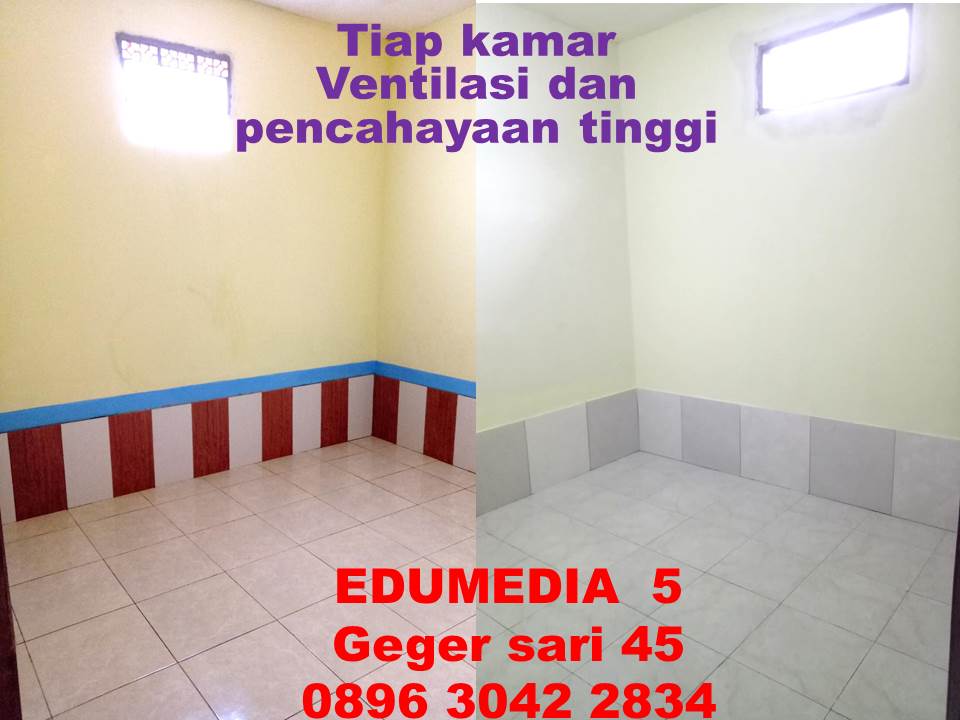 Tiap kamar
Ventilasi dan
pencahayaan tinggi
EDUMEDIA 5
Geger sari 45
0896 3042 2834